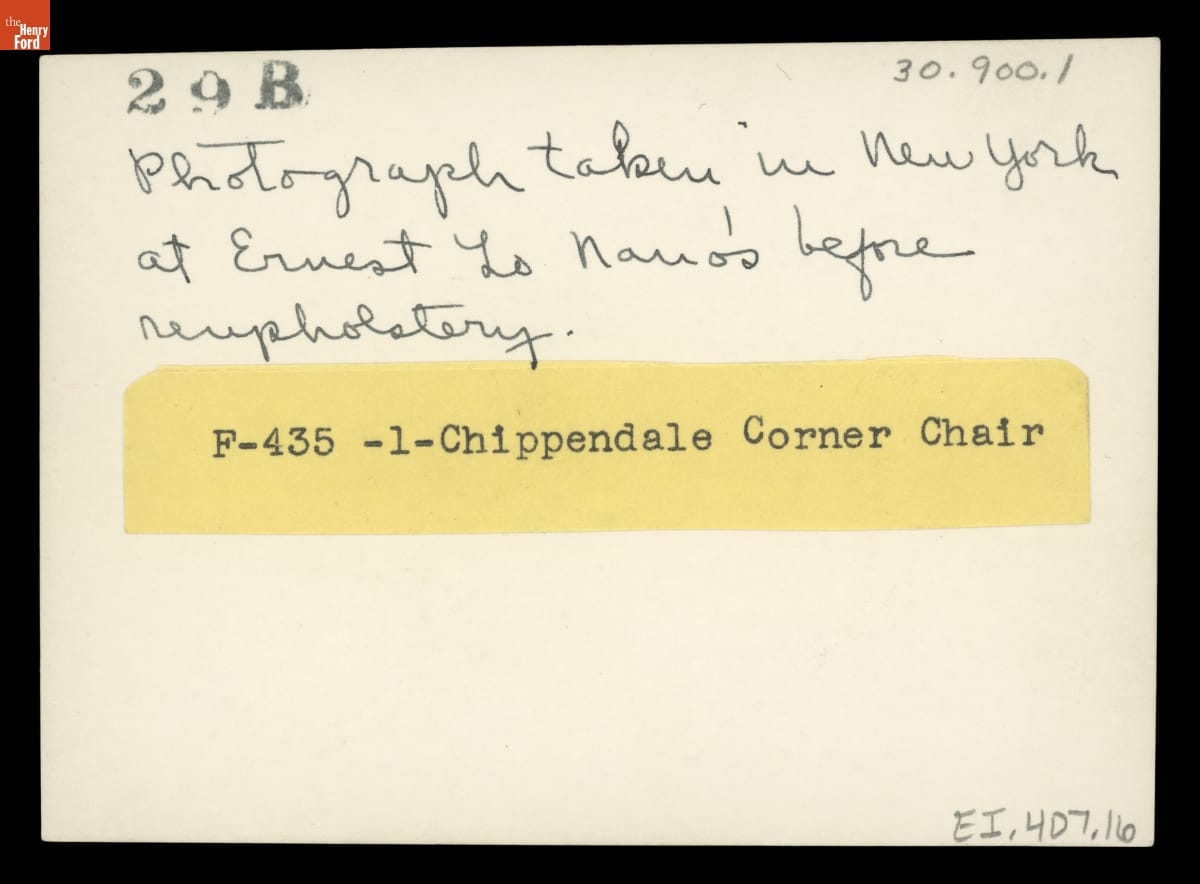 the
Henry
Ford
29B
30.900.1
Photograph taken in New York
at Ernest Lo Nano's before
reupholstery.
F-435 -1-Chippendale Corner Chair
EI.407.16